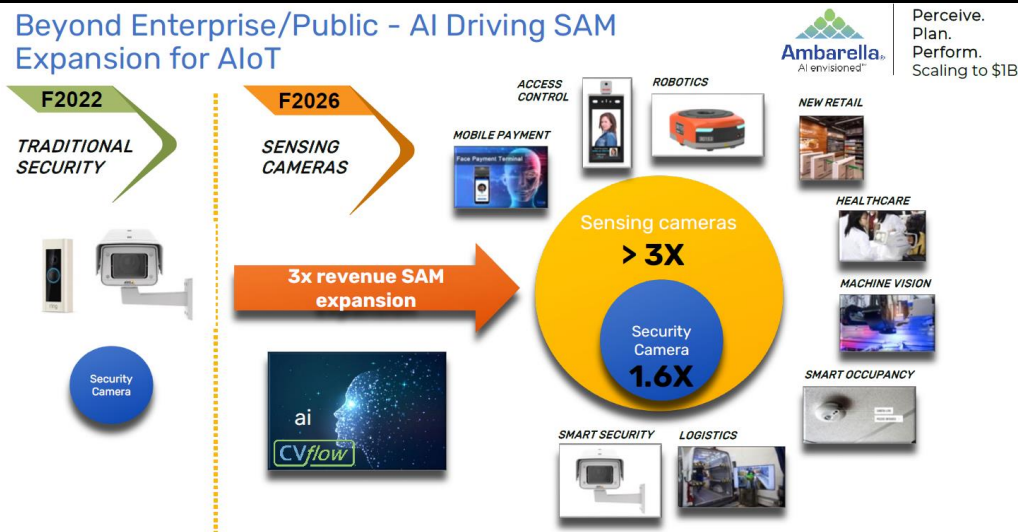 Beyond Enterprise/Public - AI Driving SAM
Expansion for AIoT
Ambarella®
AI envisioned™
Perceive.
Plan.
Perform.
Scaling to $1B
F2022
TRADITIONAL
SECURITY
F2026
SENSING
CAMERAS
MOBILE PAYMENT
Face Payment Terminal
ACCESS
CONTROL
ROBOTICS
NEW RETAIL
HEALTHCARE
MACHINE VISION
SMART OCCUPANCY
SMART SECURITY
LOGISTICS
ring
3x revenue SAM
expansion
Sensing cameras
> 3X
Security
Camera
1.6X
Security
Camera
ai
CVflow